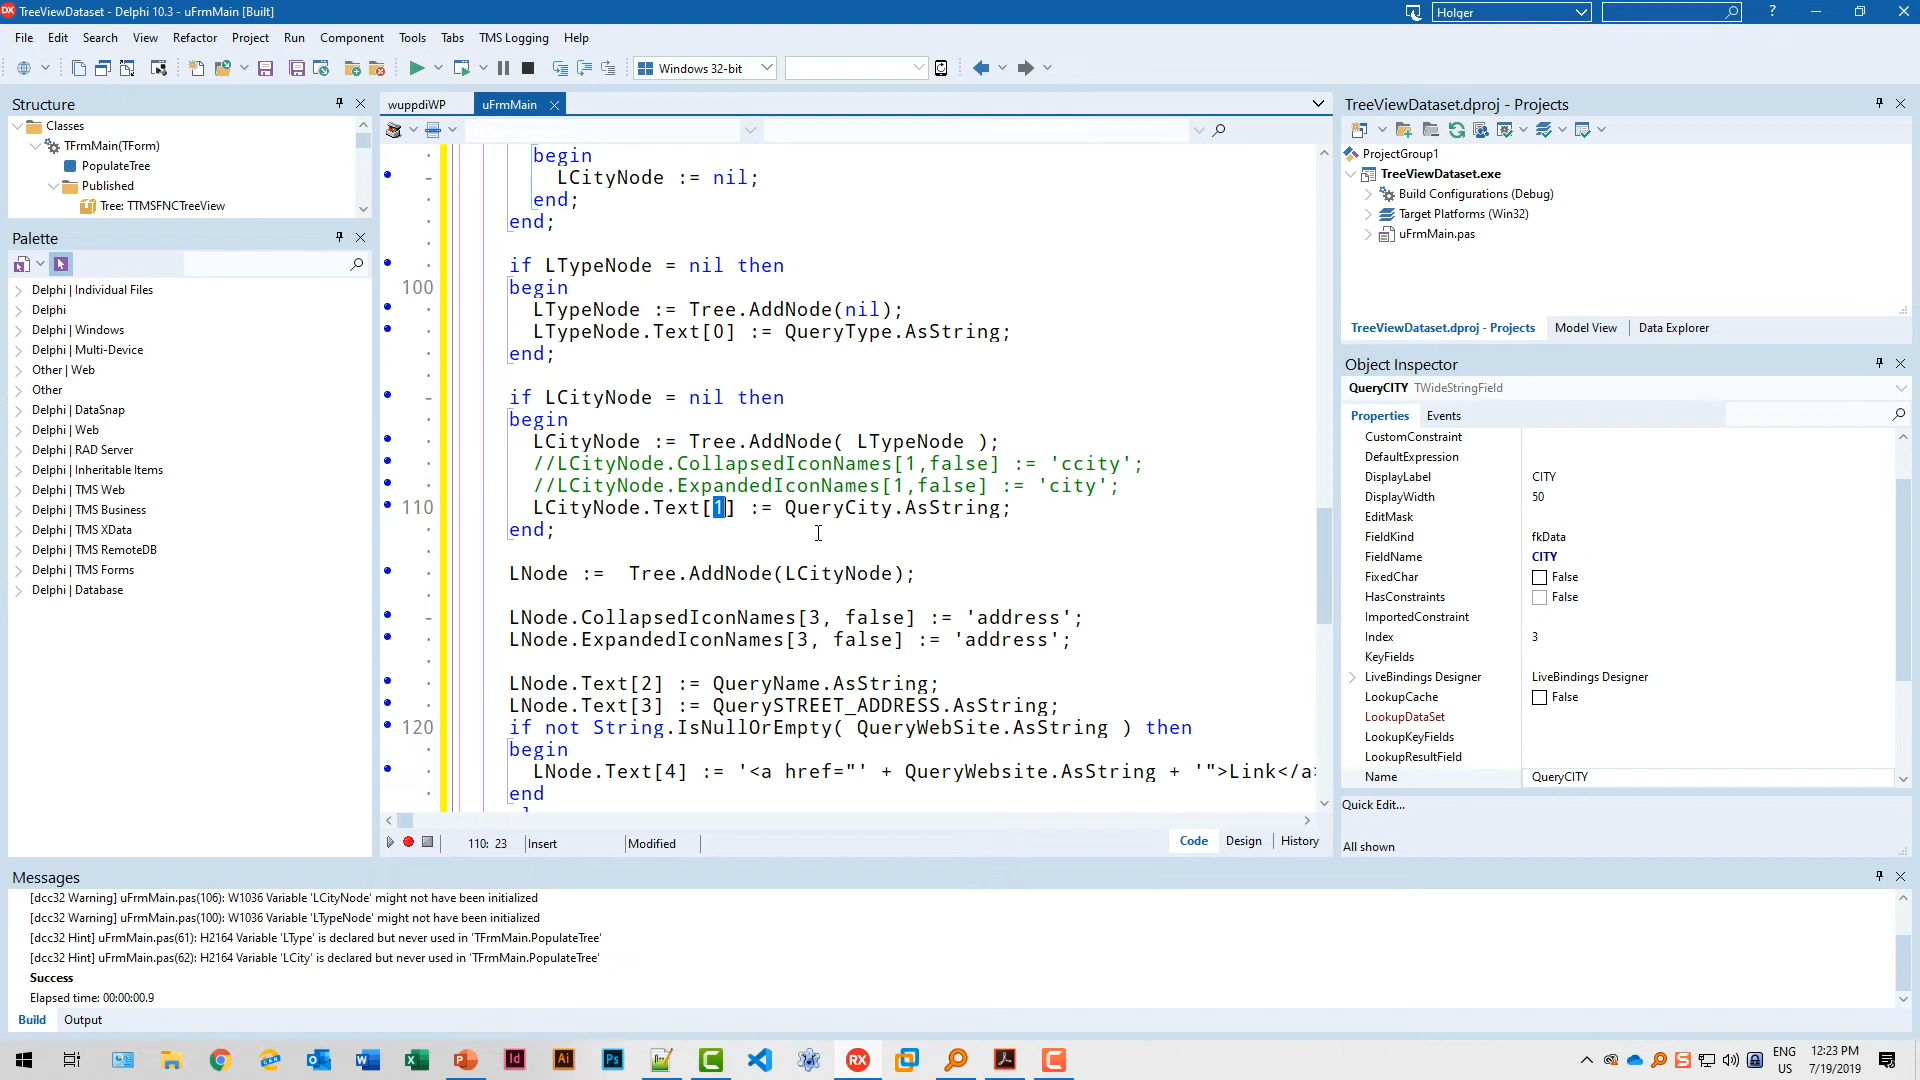 DX TreeViewDataset - Delphi 10.3 - uFrmMain [Built]
Holger
?
File Edit Search View Refactor Project Run Component Tools Tabs TMS Logging Help
Windows 32-bit
Structure
Classes
TFrmMain(TForm)
PopulateTree
Published
Tree: TTMSFNCTreeView
Palette
Delphi | Individual Files
Delphi
Delphi | Windows
Delphi | Multi-Device
Other | Web
Other
Delphi | DataSnap
Delphi | Web
Delphi | RAD Server
Delphi | Inheritable Items
Delphi | TMS Web
Delphi | TMS Business
Delphi | TMS XData
Delphi | TMS RemoteDB
Delphi | TMS Forms
Delphi | Database
wuppdiWP uFrmMain
begin
LCityNode := nil;
end;
end;
if LTypeNode = nil then
100 begin
LTypeNode := Tree.AddNode(nil);
LTypeNode.Text[0] := QueryType.AsString;
end;
if LCityNode = nil then
begin
LCityNode := Tree.AddNode( LTypeNode );
//LCityNode.CollapsedIconNames[1,false] := 'ccity';
//LCityNode.ExpandedIconNames[1,false] := 'city';
110 LCityNode.Text[1] := QueryCity.AsString;
end;
LNode :=  Tree.AddNode(LCityNode);
LNode.CollapsedIconNames[3, false] := 'address';
LNode.ExpandedIconNames[3, false] := 'address';
LNode.Text[2] := QueryName.AsString;
LNode.Text[3] := QuerySTREET_ADDRESS.AsString;
120 if not String.IsNullOrEmpty( QueryWebSite.AsString ) then
begin
LNode.Text[4] := '<a href="' + QueryWebsite.AsString + '">Link</a>
end
110: 23 Insert Modified Code Design History
TreeViewDataset.dproj - Projects
ProjectGroup1
TreeViewDataset.exe
Build Configurations (Debug)
Target Platforms (Win32)
uFrmMain.pas
TreeViewDataset.dproj - Projects Model View Data Explorer
Object Inspector
QueryCITY TWideStringField
Properties Events
CustomConstraint
DefaultExpression
DisplayLabel CITY
DisplayWidth 50
EditMask
FieldKind fkData
FieldName CITY
FixedChar False
HasConstraints False
ImportedConstraint
Index 3
KeyFields
LiveBindings Designer LiveBindings Designer
LookupCache False
LookupDataSet
LookupKeyFields
LookupResultField
Name QueryCITY
Quick Edit...
All shown
Messages
[dcc32 Warning] uFrmMain.pas(106): W1036 Variable 'LCityNode' might not have been initialized
[dcc32 Warning] uFrmMain.pas(100): W1036 Variable 'LTypeNode' might not have been initialized
[dcc32 Hint] uFrmMain.pas(61): H2164 Variable 'LType' is declared but never used in 'TFrmMain.PopulateTree'
[dcc32 Hint] uFrmMain.pas(62): H2164 Variable 'LCity' is declared but never used in 'TFrmMain.PopulateTree'
Success
Elapsed time: 00:00:00.9
Build Output
Id Ai Ps RX
ENG 12:23 PM
US 7/19/2019